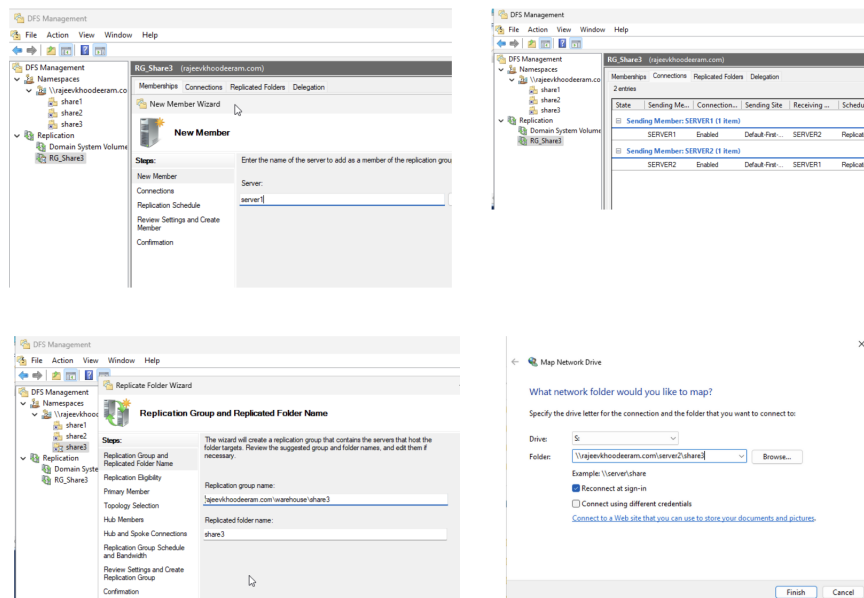 DFS Management
File Action View Window Help
DFS Management
Namespaces
\\rajeevkhoodeeram.co
share1
share2
share3
Replication
Domain System Volume
RG_Share3
RG_Share3 (rajeevkhoodeeram.com)
Memberships Connections Replicated Folders Delegation
New Member Wizard
New Member
Steps:
New Member
Connections
Replication Schedule
Review Settings and Create
Member
Confirmation
Enter the name of the server to add as a member of the replication grou
Server:
server1
DFS Management
File Action View Window Help
DFS Management
Namespaces
\\rajeevkhoodeeram.co
share1
share2
share3
Replication
Domain System Volume
RG_Share3
RG_Share3 (rajeevkhoodeeram.com)
Memberships Connections Replicated Folders Delegation
2 entries
State Sending Me... Connection... Sending Site Receiving ... Schedu
Sending Member: SERVER1 (1 item)
SERVER1 Enabled Default-First-... SERVER2 Replicat
Sending Member: SERVER2 (1 item)
SERVER2 Enabled Default-First-... SERVER1 Replicat
DFS Management
File Action View Window Help
DFS Management
Namespaces
\\rajeevkhooc
share1
share2
share3
Replication
Domain Syste
RG_Share3
Replicate Folder Wizard
Replication Group and Replicated Folder Name
Steps:
Replication Group and
Replicated Folder Name
Replication Eligibility
Primary Member
Topology Selection
Hub Members
Hub and Spoke Connections
Replication Group Schedule
and Bandwidth
Review Settings and Create
Replication Group
Confirmation
The wizard will create a replication group that contains the servers that host the
folder targets. Review the suggested group and folder names, and edit them if
necessary.
Replication group name:
rajeevkhoodeeram.com\warehouse\share3
Replicated folder name:
share3
Map Network Drive
What network folder would you like to map?
Specify the drive letter for the connection and the folder that you want to connect to:
Drive: S:
Folder: \\rajeevkhoodeeram.com\server2\share3 Browse...
Example: \\server\share
Reconnect at sign-in
Connect using different credentials
Connect to a Web site that you can use to store your documents and pictures.
Finish Cancel